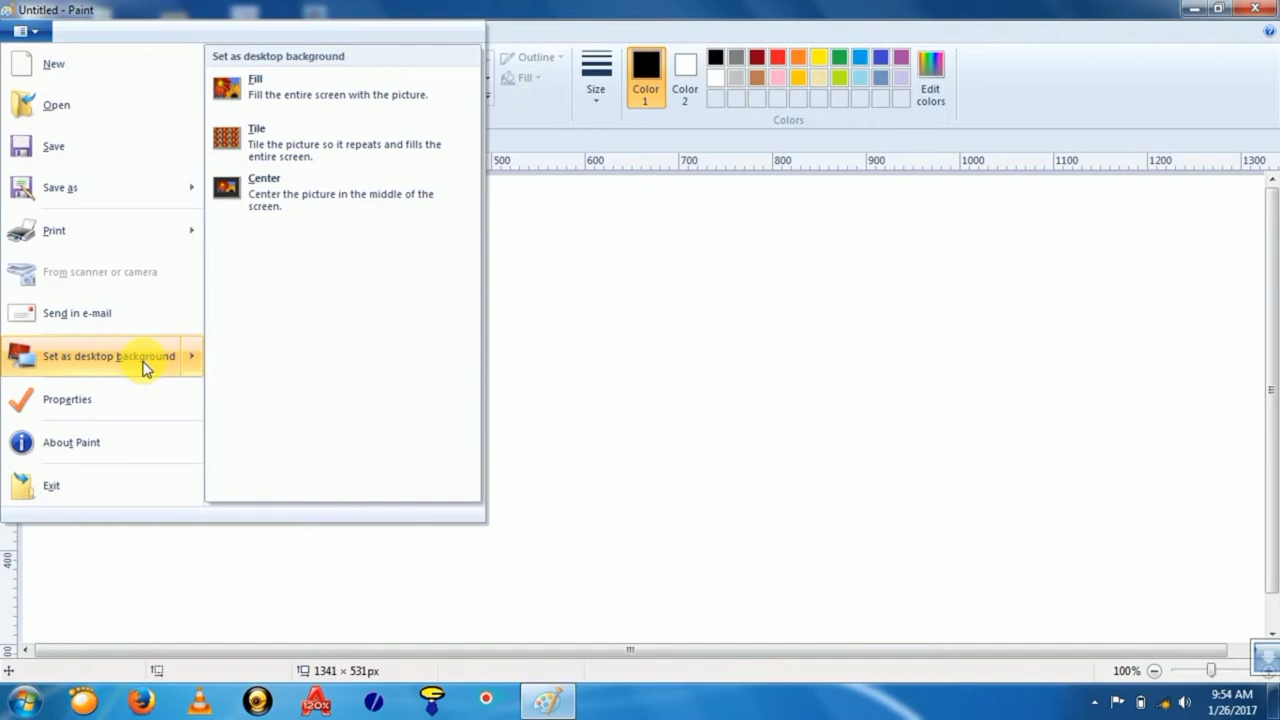 Untitled - Paint
New
Open
Save
Save as
Print
From scanner or camera
Send in e-mail
Set as desktop background
Properties
About Paint
Exit
Set as desktop background
Fill
Fill the entire screen with the picture.
Tile
Tile the picture so it repeats and fills the
entire screen.
Center
Center the picture in the middle of the
screen.
Outline
Fill
Size
Color
1
Color
2
Edit
colors
Colors
500 600 700 800 900 1000 1100 1200 1300
400
1341 × 531px
100%
120%
9:54 AM
1/26/2017